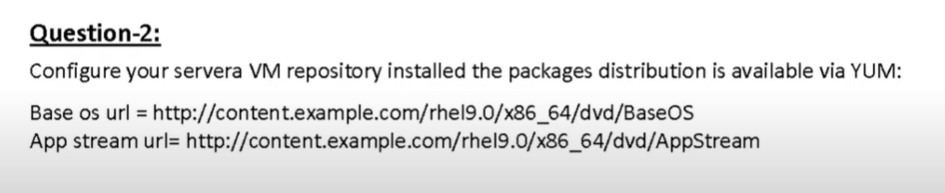 Question-2:
Configure your servera VM repository installed the packages distribution is available via YUM:
Base os url = http://content.example.com/rhel9.0/x86_64/dvd/BaseOS
App stream url= http://content.example.com/rhel9.0/x86_64/dvd/AppStream